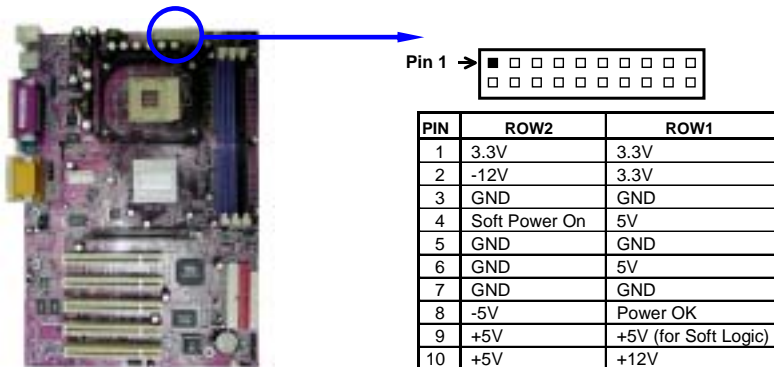 Pin 1
PIN ROW2 ROW1
1 3.3V 3.3V
2 -12V 3.3V
3 GND GND
4 Soft Power On 5V
5 GND GND
6 GND 5V
7 GND GND
8 -5V Power OK
9 +5V +5V (for Soft Logic)
10 +5V +12V